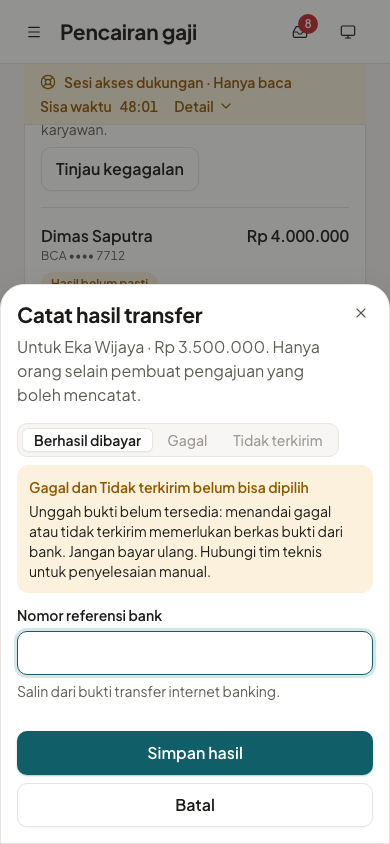 Pencairan gaji
8
Sesi akses dukungan · Hanya baca
Sisa waktu 48:01 Detail
karyawan.
Tinjau kegagalan
Dimas Saputra Rp 4.000.000
BCA •••• 7712
Hasil belum pasti
Catat hasil transfer
Untuk Eka Wijaya · Rp 3.500.000. Hanya
orang selain pembuat pengajuan yang
boleh mencatat.
Berhasil dibayar Gagal Tidak terkirim
Gagal dan Tidak terkirim belum bisa dipilih
Unggah bukti belum tersedia: menandai gagal
atau tidak terkirim memerlukan berkas bukti dari
bank. Jangan bayar ulang. Hubungi tim teknis
untuk penyelesaian manual.
Nomor referensi bank
Salin dari bukti transfer internet banking.
Simpan hasil
Batal